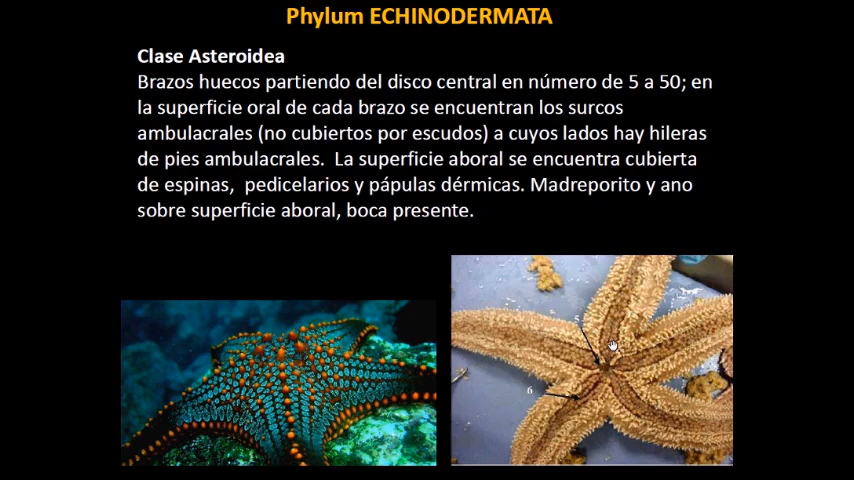 Phylum ECHINODERMATA
Clase Asteroidea
Brazos huecos partiendo del disco central en número de 5 a 50; en
la superficie oral de cada brazo se encuentran los surcos
ambulacrales (no cubiertos por escudos) a cuyos lados hay hileras
de pies ambulacrales. La superficie aboral se encuentra cubierta
de espinas, pedicelarios y pápulas dérmicas. Madreporito y ano
sobre superficie aboral, boca presente.
5
6